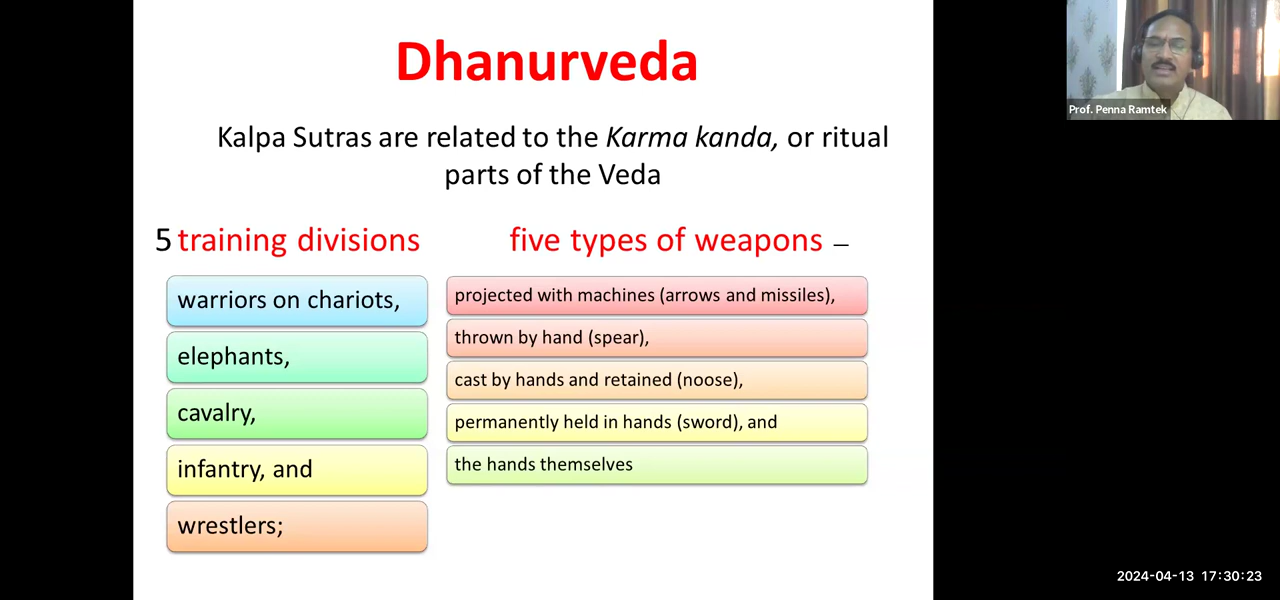 Dhanurveda
Kalpa Sutras are related to the Karma kanda, or ritual
parts of the Veda
5 training divisions
warriors on chariots,
elephants,
cavalry,
infantry, and
wrestlers;
five types of weapons –
projected with machines (arrows and missiles),
thrown by hand (spear),
cast by hands and retained (noose),
permanently held in hands (sword), and
the hands themselves
Prof. Penna Ramtek
2024-04-13 17:30:23